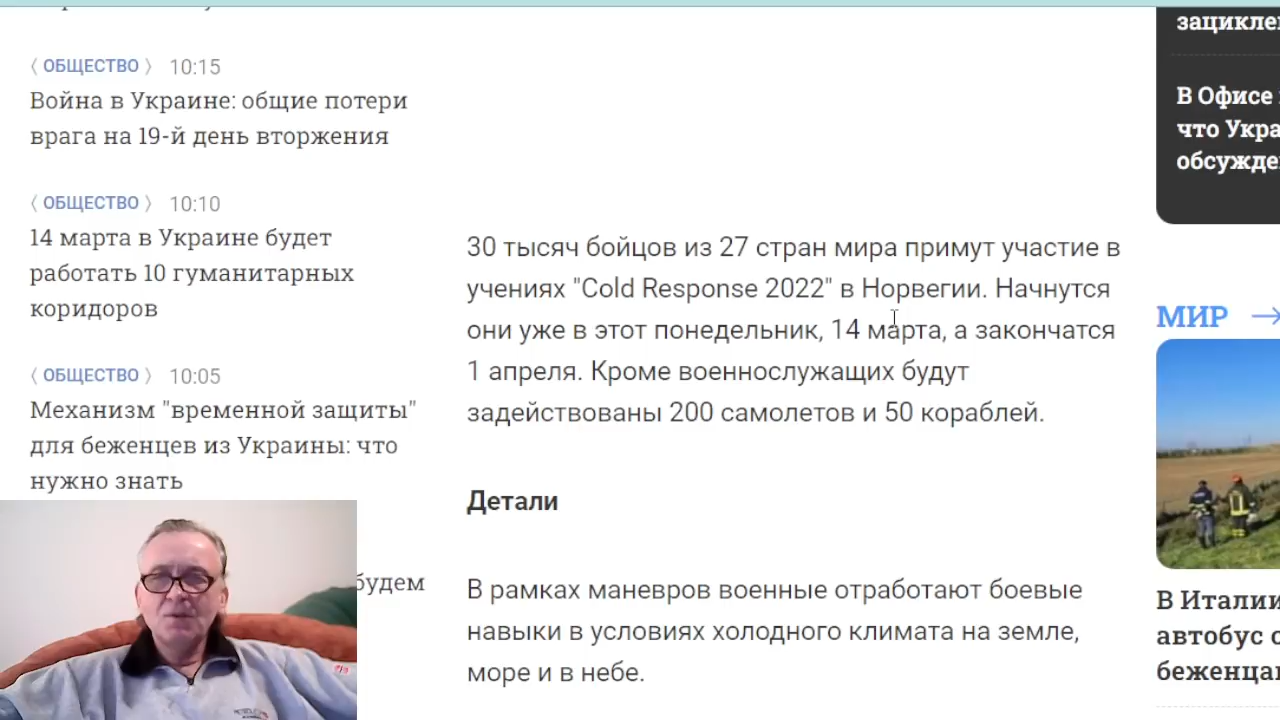 〈 ОБЩЕСТВО 〉 10:15
Война в Украине: общие потери
врага на 19-й день вторжения
〈 ОБЩЕСТВО 〉 10:10
14 марта в Украине будет
работать 10 гуманитарных
коридоров
〈 ОБЩЕСТВО 〉 10:05
Механизм "временной защиты"
для беженцев из Украины: что
нужно знать
будем
30 тысяч бойцов из 27 стран мира примут участие в
учениях "Cold Response 2022" в Норвегии. Начнутся
они уже в этот понедельник, 14 марта, а закончатся
1 апреля. Кроме военнослужащих будут
задействованы 200 самолетов и 50 кораблей.
Детали
В рамках маневров военные отработают боевые
навыки в условиях холодного климата на земле,
море и в небе.
В Офисе
что Укра
обсужде
МИР →
В Италии
автобус с
беженца